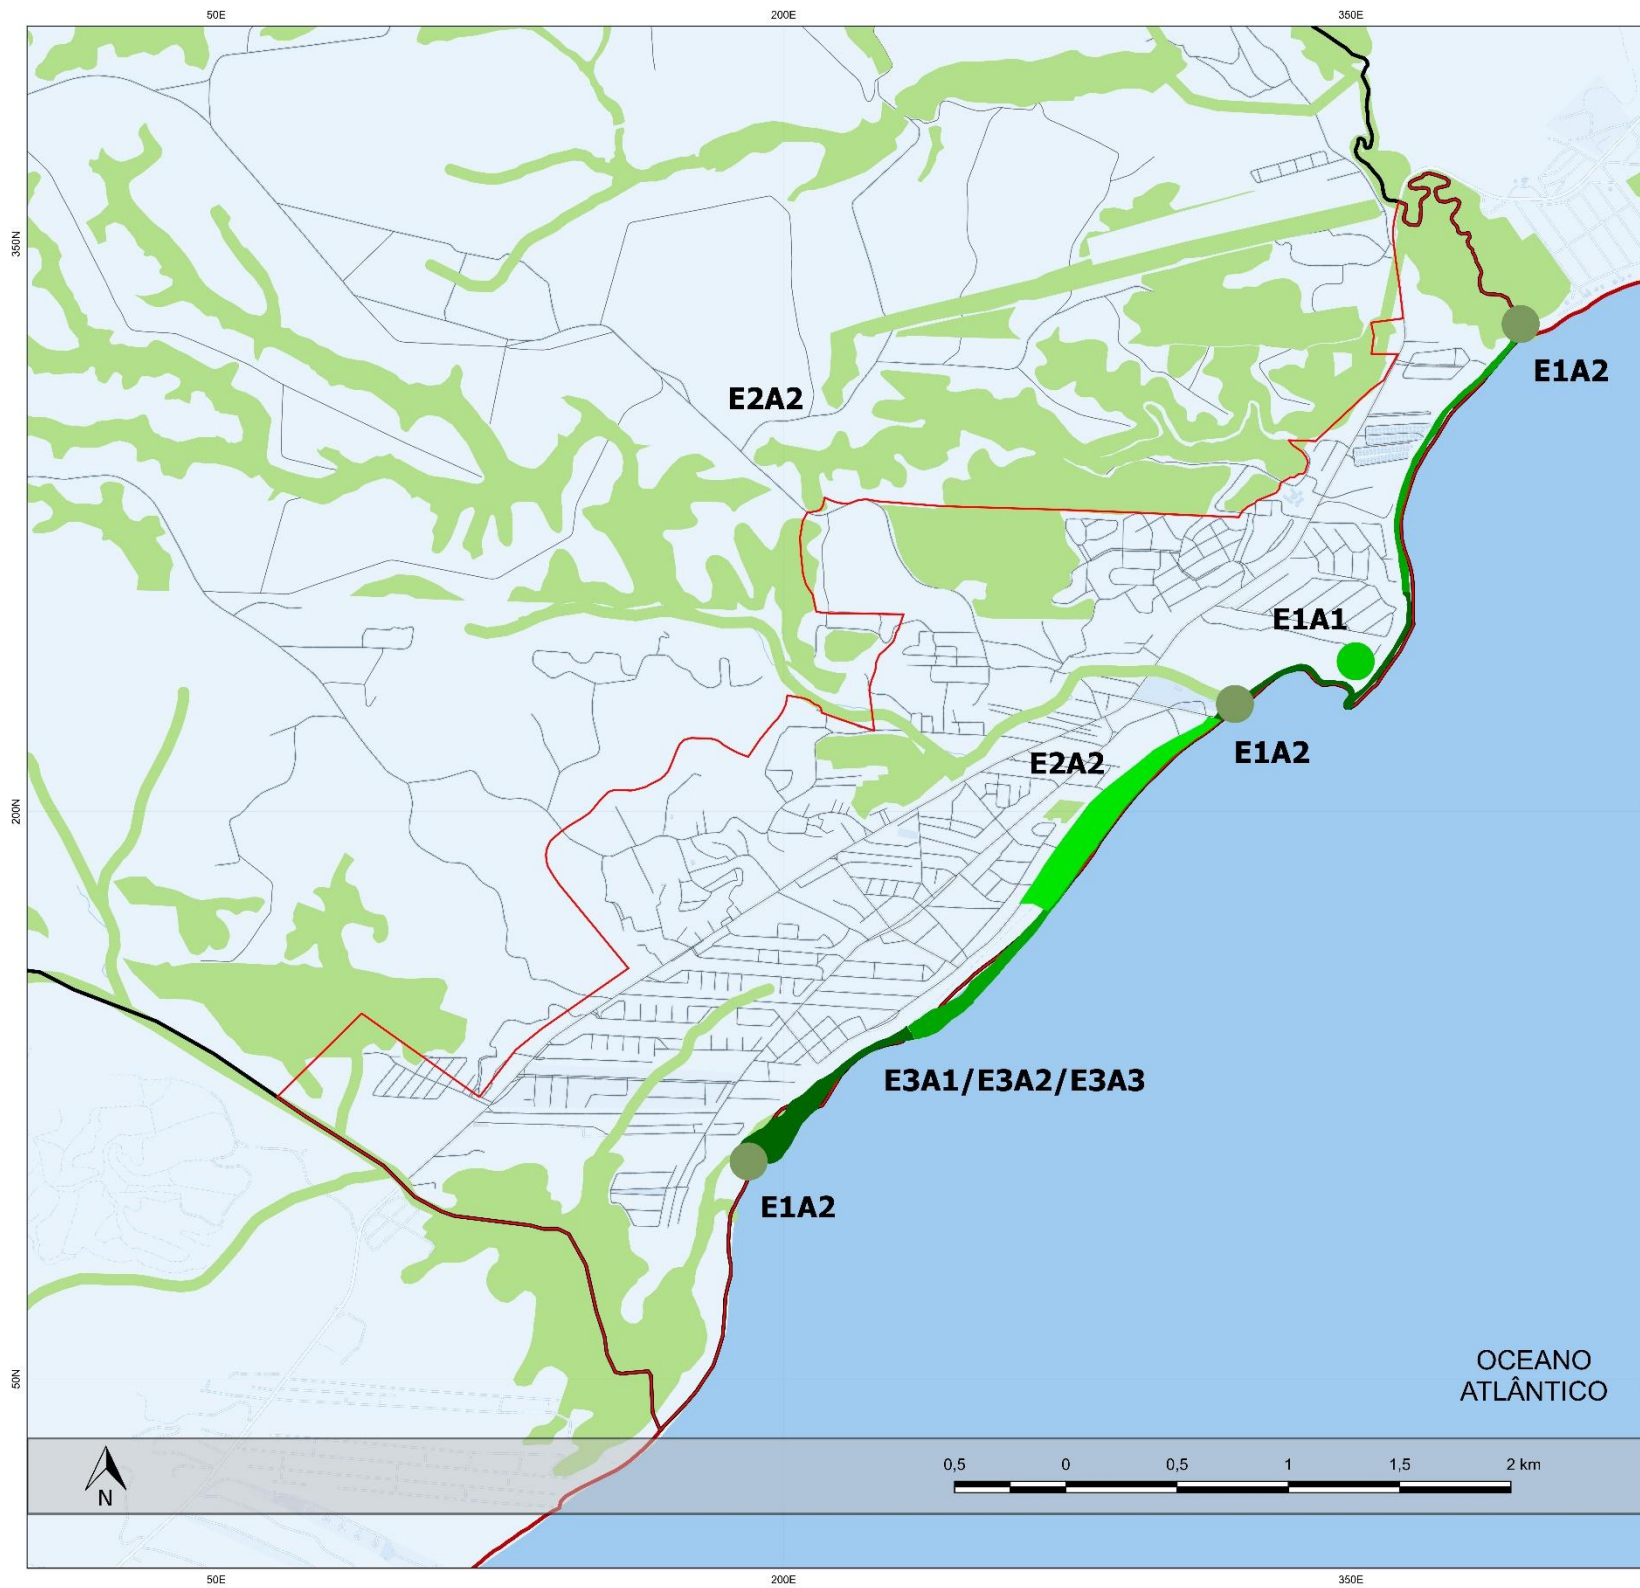 50E
200E
350E
350N
E1A2
E2A2
E1A1
E1A2
E2A2
200N
E3A1/E3A2/E3A3
E1A2
50N
OCEANO
ATLÂNTICO
N
0,5
0
0,5
1
1,5
2 km
50E
200E
350E